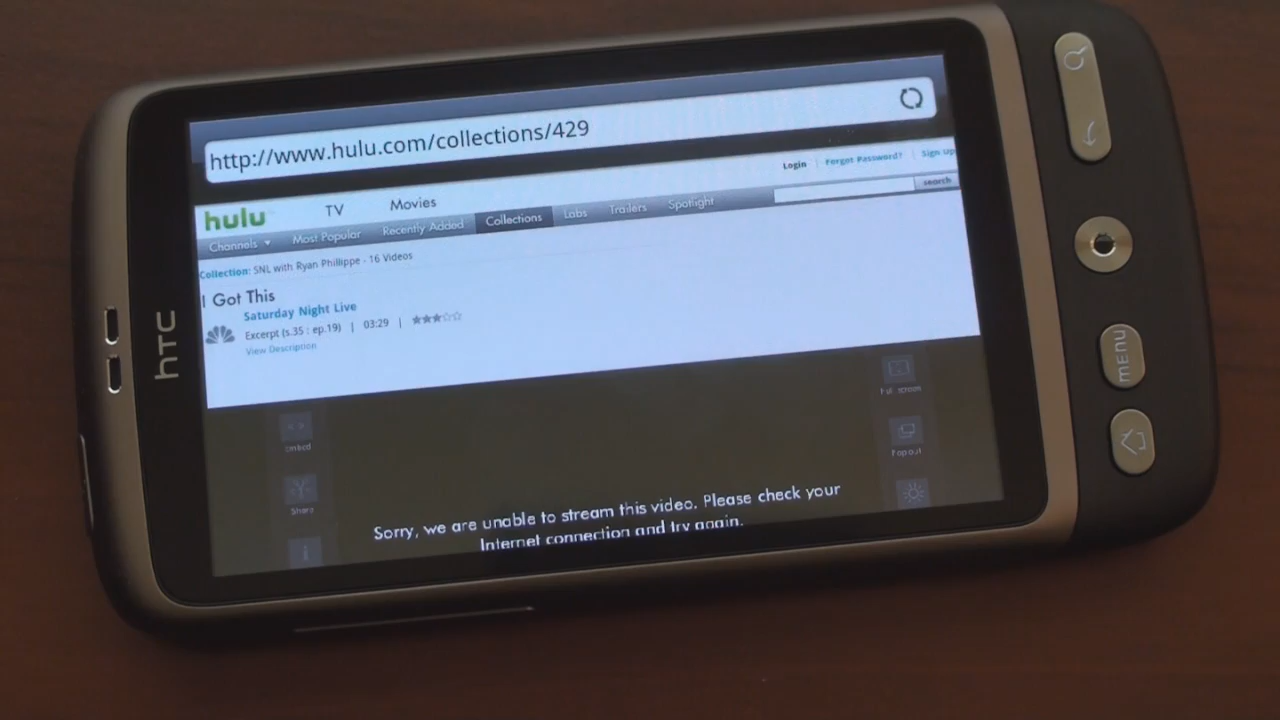 http://www.hulu.com/collections/429
Login Forgot Password? Sign Up
hulu TV Movies
search
Channels Most Popular Recently Added Collections Labs Trailers Spotlight
Collection: SNL with Ryan Phillippe - 16 Videos
I Got This
Saturday Night Live
Excerpt (s.35 : ep.19) | 03:29 |
View Description
Full screen
Embed
Pop out
Share
Sorry, we are unable to stream this video. Please check your
Internet connection and try again.
hTC
MENU